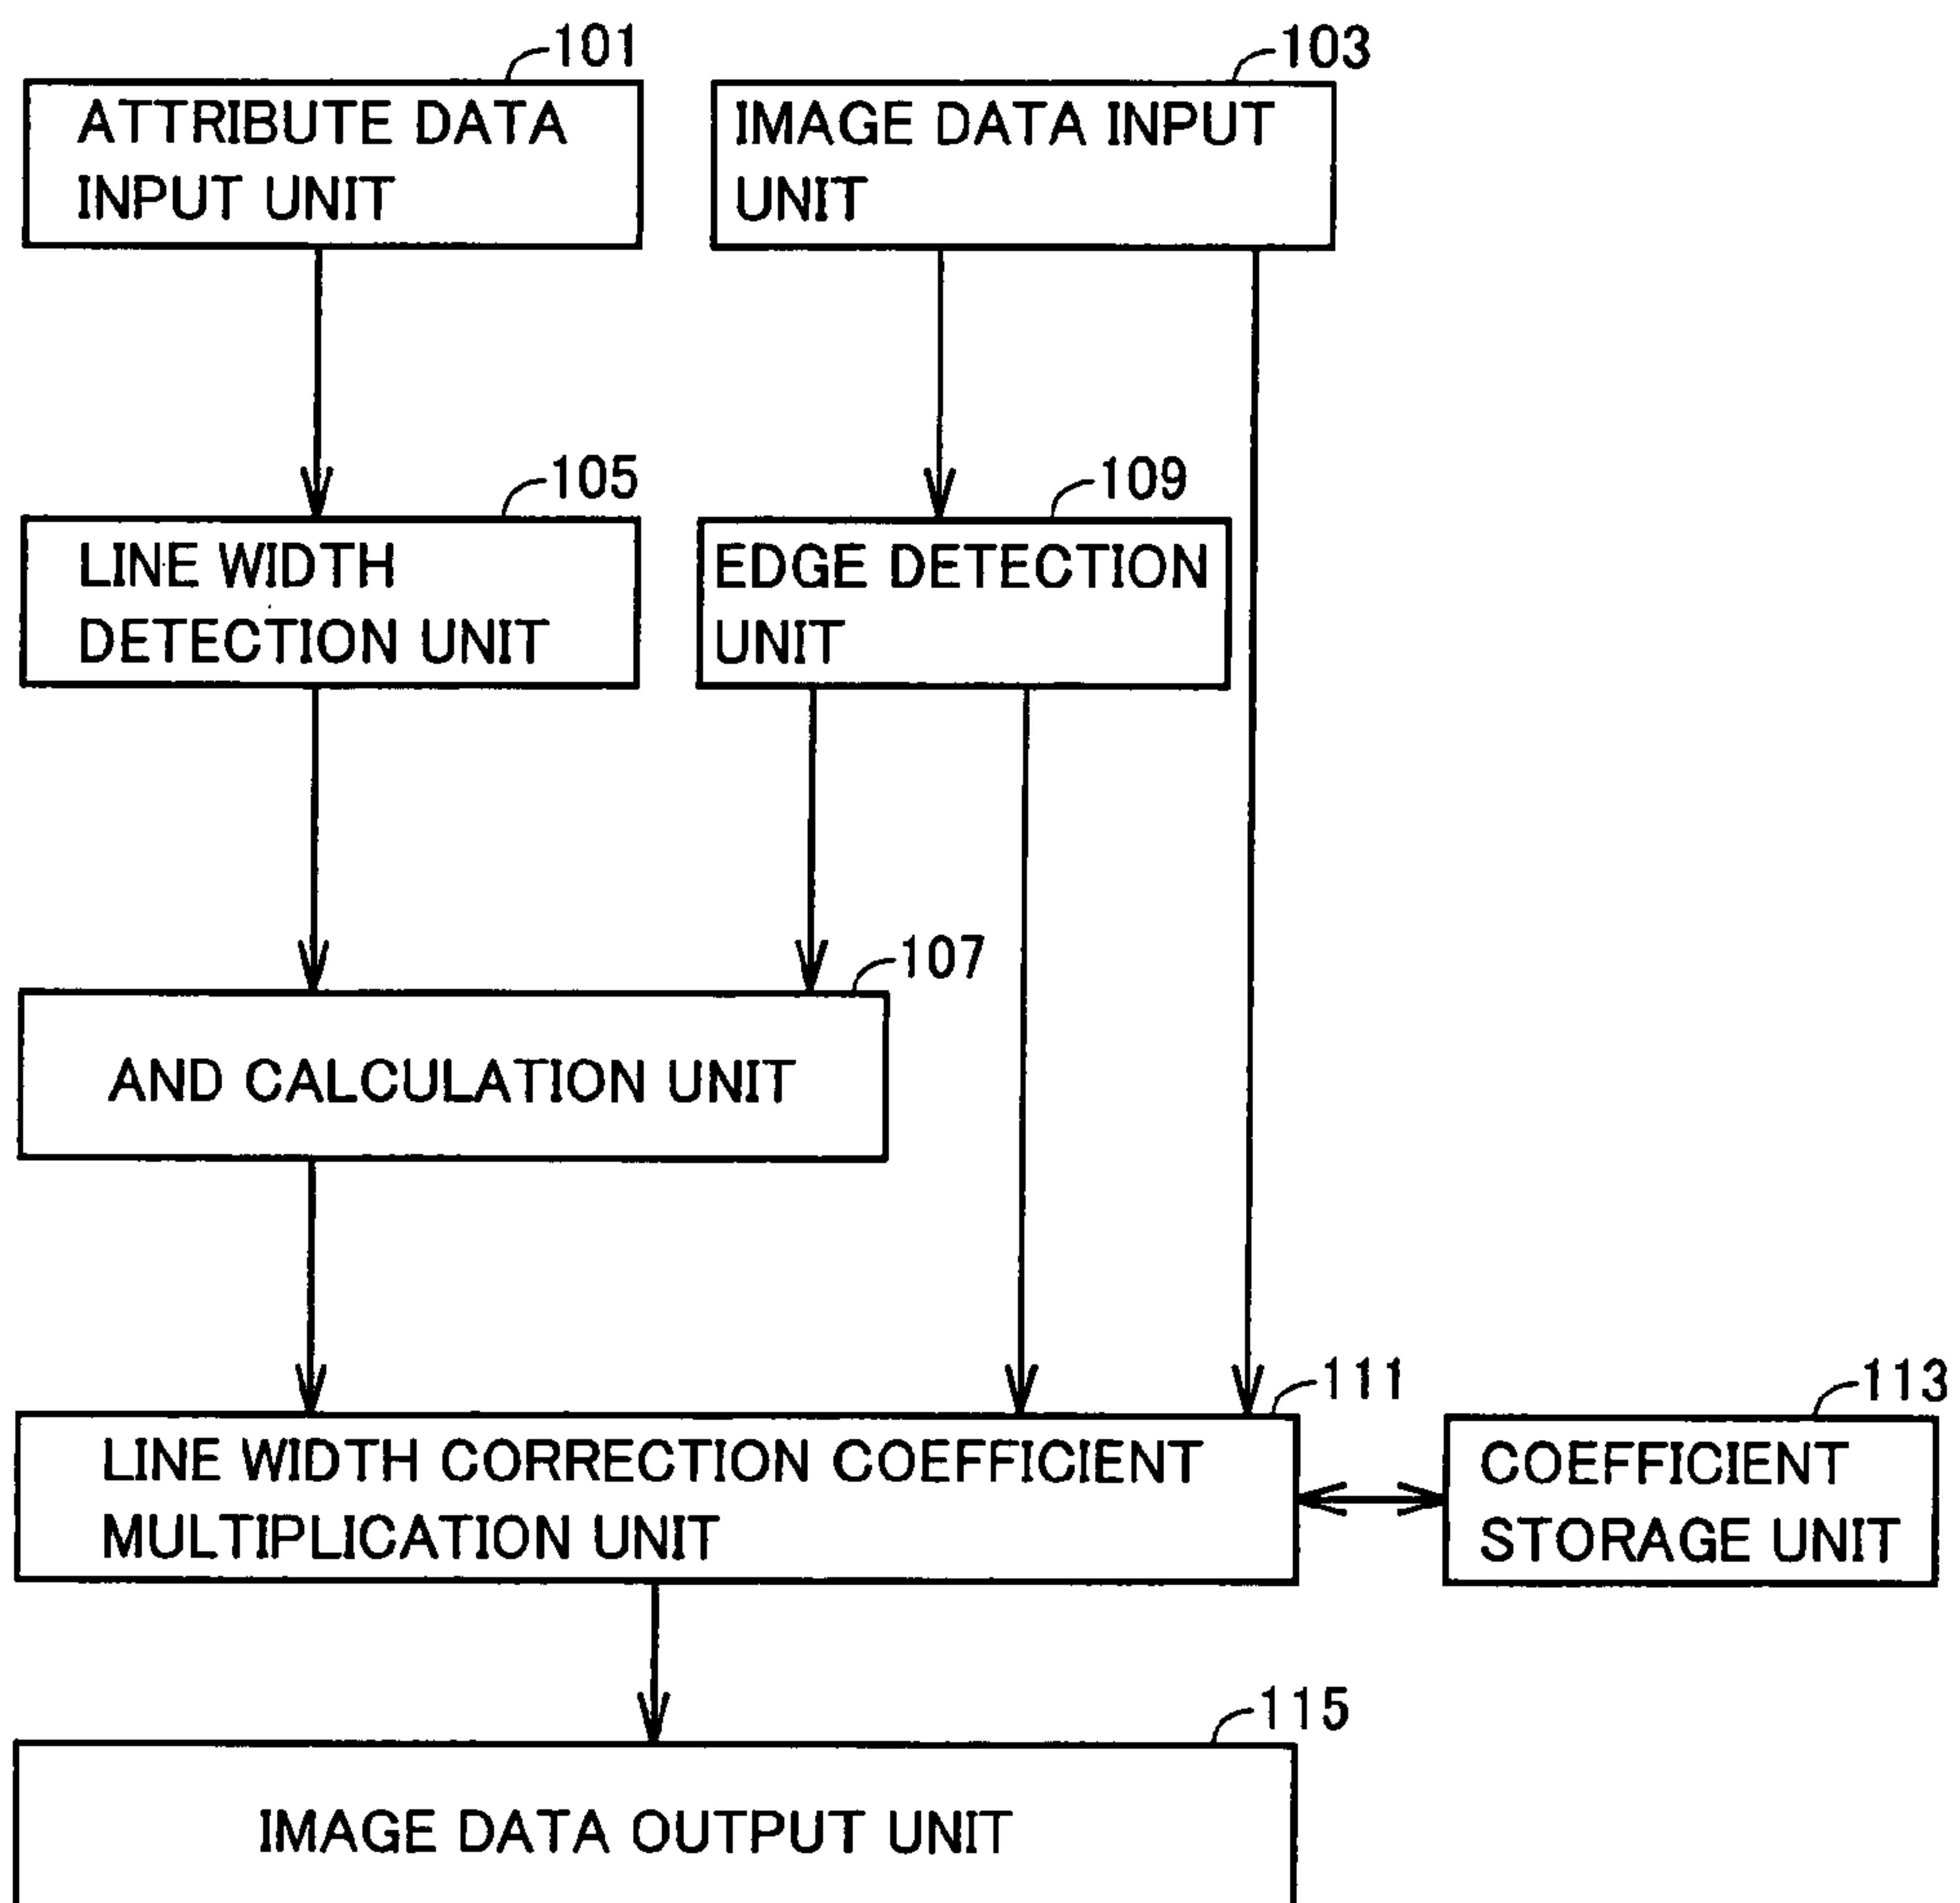 101
103
ATTRIBUTE DATA
INPUT UNIT
IMAGE DATA INPUT
UNIT
105
109
LINE WIDTH
DETECTION UNIT
EDGE DETECTION
UNIT
107
AND CALCULATION UNIT
111
113
LINE WIDTH CORRECTION COEFFICIENT
MULTIPLICATION UNIT
COEFFICIENT
STORAGE UNIT
115
IMAGE DATA OUTPUT UNIT